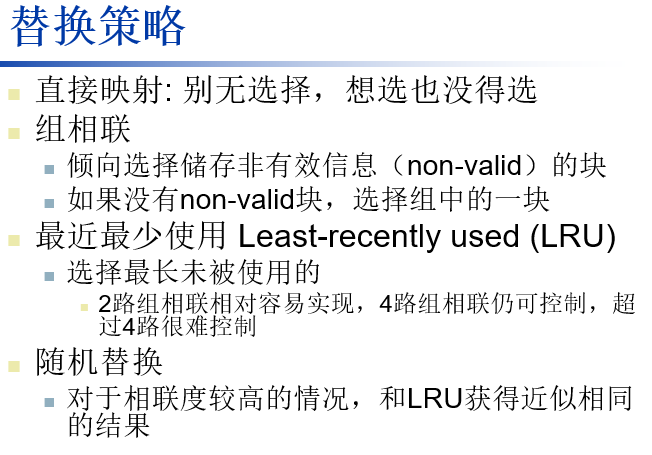 替换策略
直接映射: 别无选择，想选也没得选
组相联
倾向选择储存非有效信息（non-valid）的块
如果没有non-valid块，选择组中的一块
最近最少使用 Least-recently used (LRU)
选择最长未被使用的
2路组相联相对容易实现，4路组相联仍可控制，超
过4路很难控制
随机替换
对于相联度较高的情况，和LRU获得近似相同
的结果